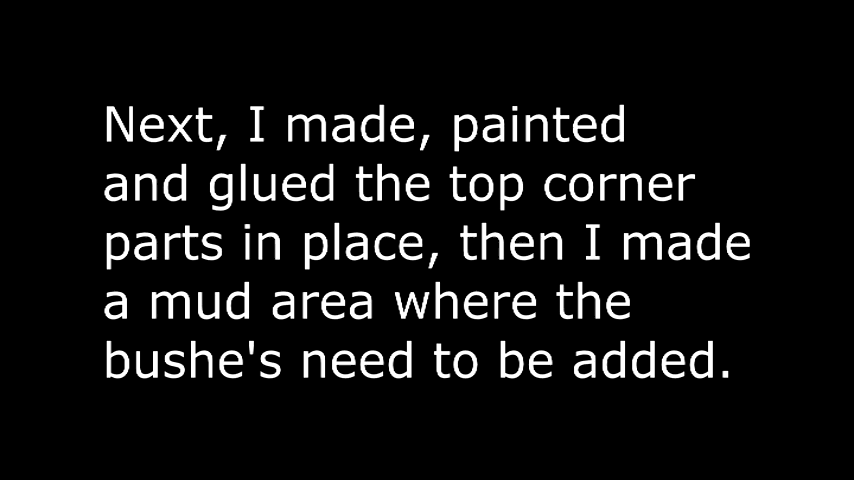 Next, I made, painted
and glued the top corner
parts in place, then I made
a mud area where the
bushe's need to be added.